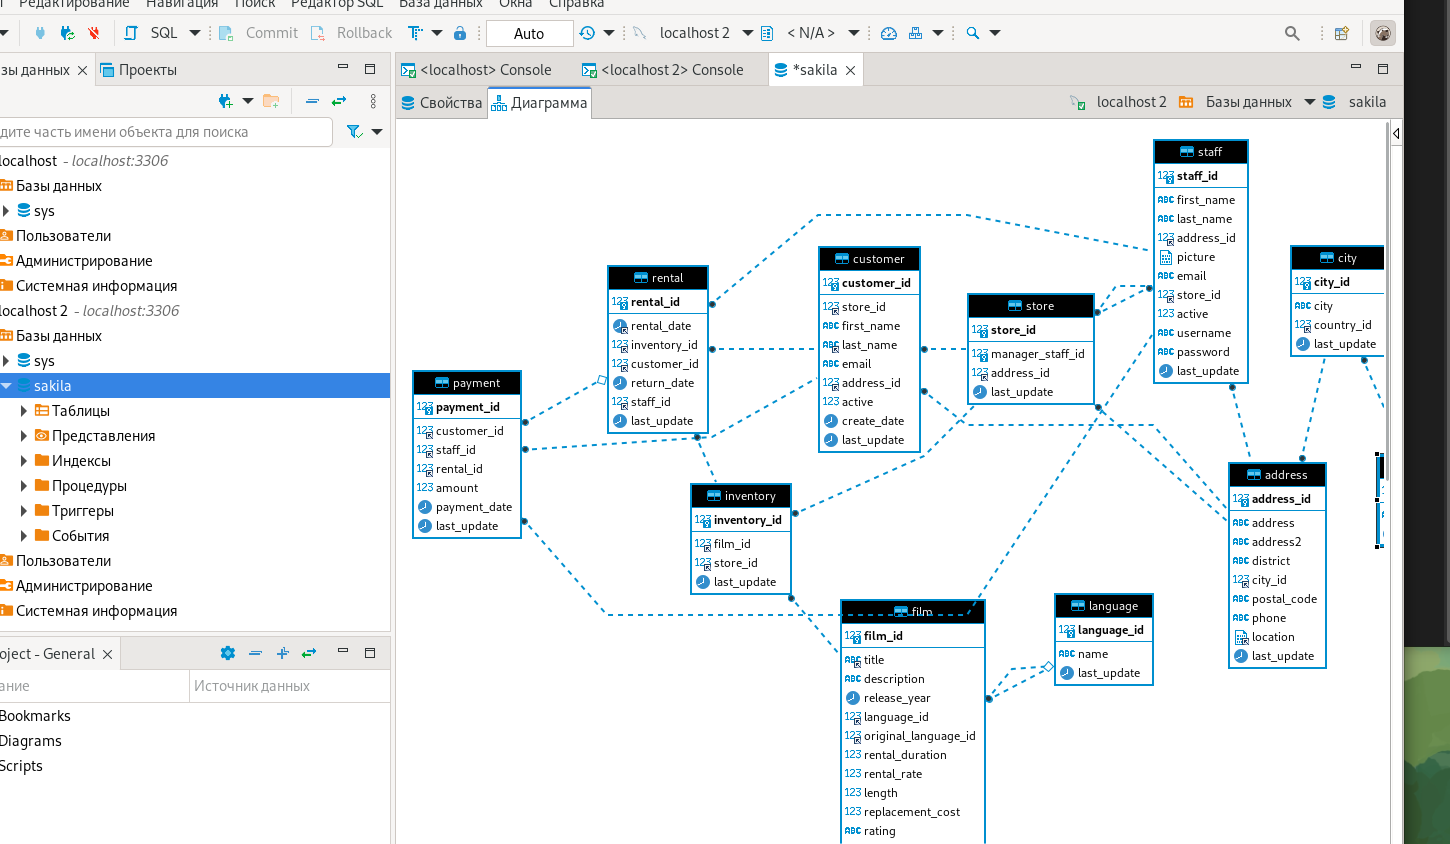 Редактирование Навигация Поиск Редактор SQL База данных Окна Справка
SQL Commit Rollback Auto localhost 2 < N/A >
зы данных Проекты
<localhost> Console <localhost 2> Console *sakila
Свойства Диаграмма localhost 2 Базы данных sakila
дите часть имени объекта для поиска
localhost - localhost:3306
Базы данных
sys
Пользователи
Администрирование
Системная информация
localhost 2 - localhost:3306
Базы данных
sys
sakila
Таблицы
Представления
Индексы
Процедуры
Триггеры
События
Пользователи
Администрирование
Системная информация
oject - General
ание Источник данных
Bookmarks
Diagrams
Scripts
payment
payment_id
customer_id
staff_id
rental_id
amount
payment_date
last_update
rental
rental_id
rental_date
inventory_id
customer_id
return_date
staff_id
last_update
inventory
inventory_id
film_id
store_id
last_update
customer
customer_id
store_id
first_name
last_name
email
address_id
active
create_date
last_update
film
film_id
title
description
release_year
language_id
original_language_id
rental_duration
rental_rate
length
replacement_cost
rating
store
store_id
manager_staff_id
address_id
last_update
language
language_id
name
last_update
staff
staff_id
first_name
last_name
address_id
picture
email
store_id
active
username
password
last_update
city
city_id
city
country_id
last_update
address
address_id
address
address2
district
city_id
postal_code
phone
location
last_update